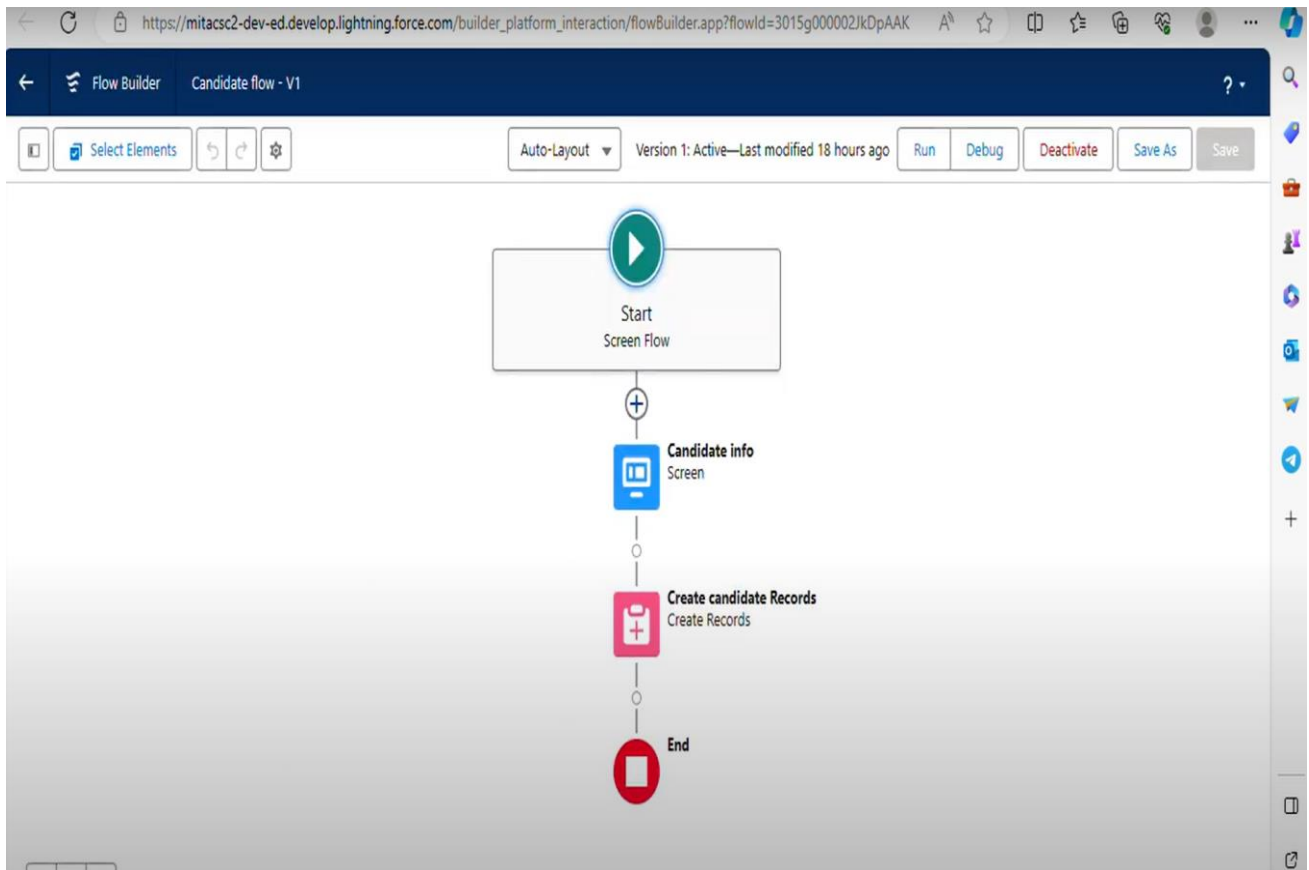 https://mitacsc2-dev-ed.develop.lightning.force.com/builder_platform_interaction/flowBuilder.app?flowId=3015g000002JkDpAAK
Flow Builder Candidate flow - V1 ?
Select Elements Auto-Layout Version 1: Active—Last modified 18 hours ago Run Debug Deactivate Save As Save
Start
Screen Flow
Candidate info
Screen
Create candidate Records
Create Records
End